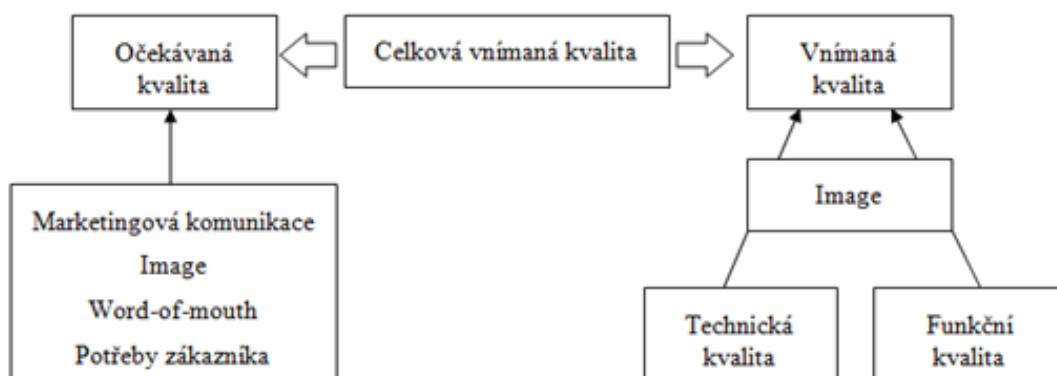 Očekávaná
kvalita
Celková vnímaná kvalita
Vnímaná
kvalita
Marketingová komunikace
Image
Word-of-mouth
Potřeby zákazníka
Image
Technická
kvalita
Funkční
kvalita